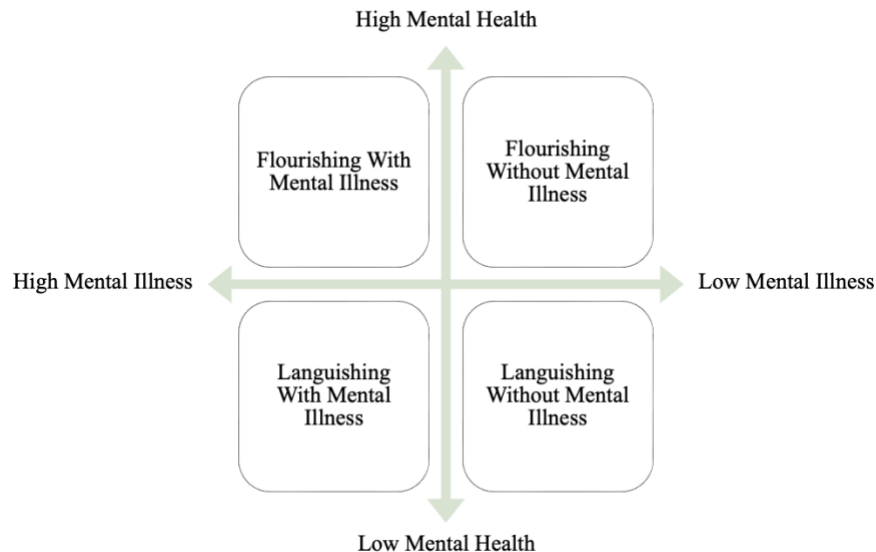 High Mental Health
Flourishing With
Mental Illness
Flourishing
Without Mental
Illness
High Mental Illness
Low Mental Illness
Languishing
With Mental
Illness
Languishing
Without Mental
Illness
Low Mental Health